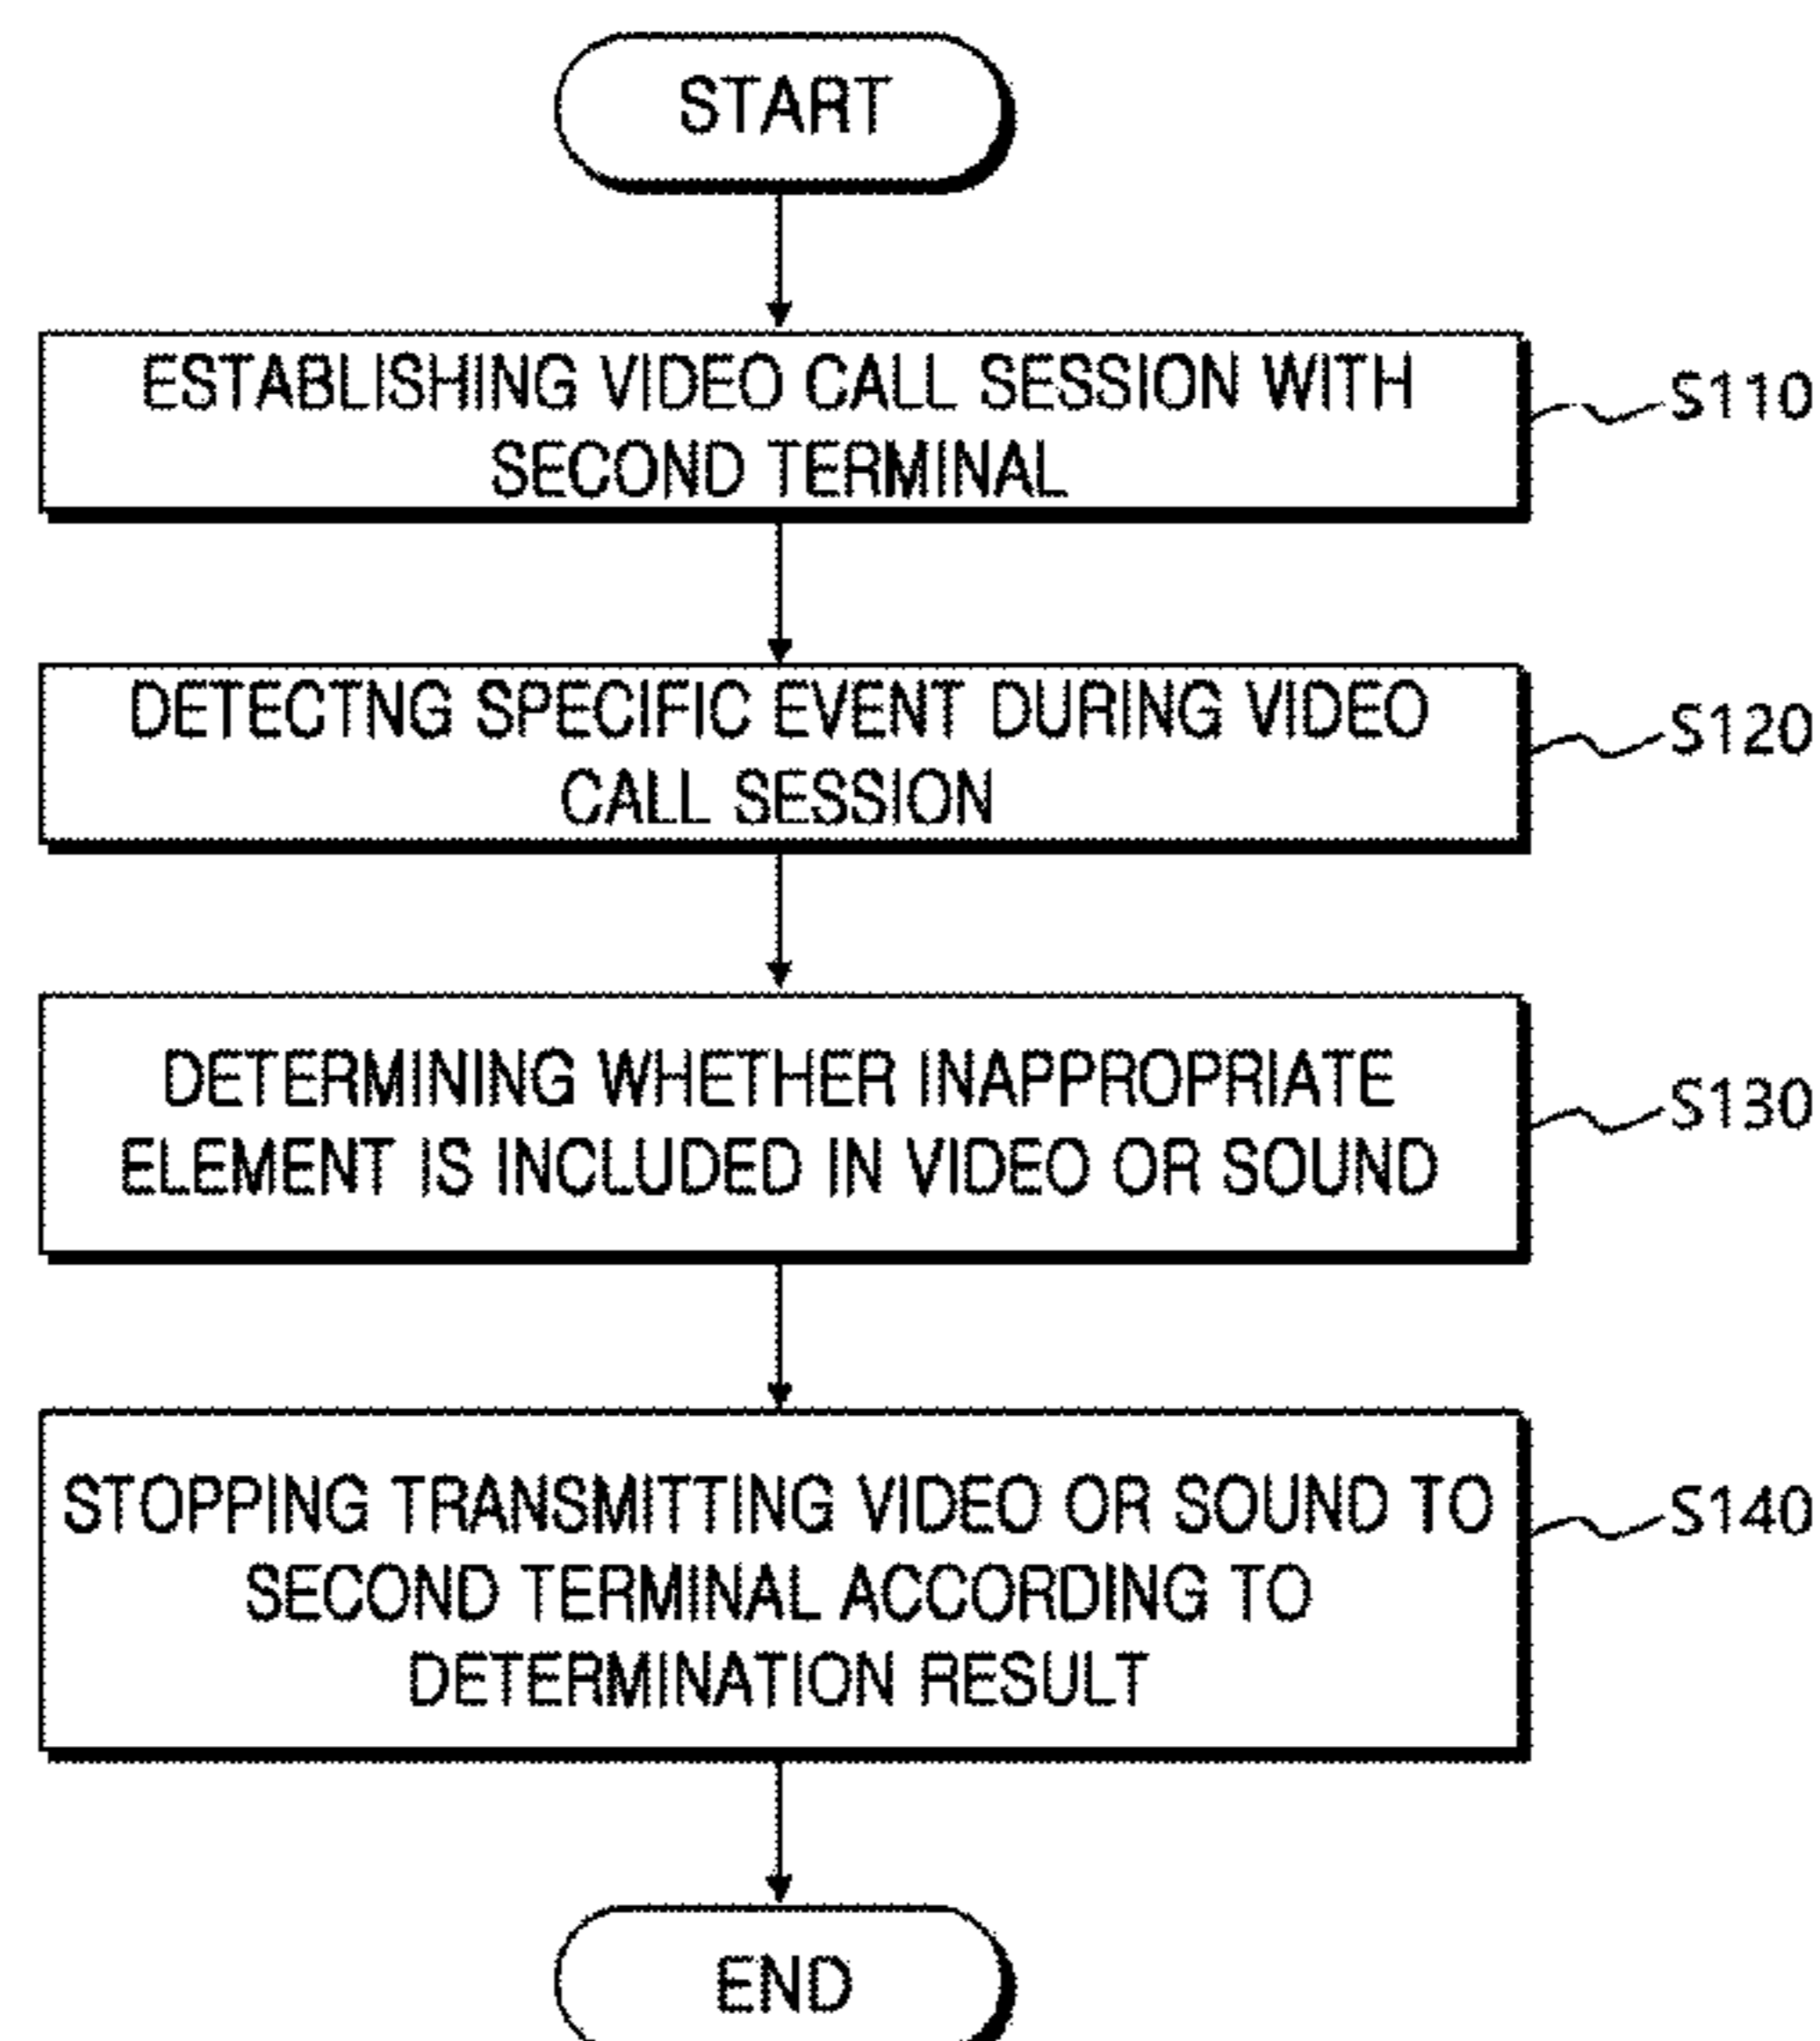 START
ESTABLISHING VIDEO CALL SESSION WITH
SECOND TERMINAL
S110
DETECTNG SPECIFIC EVENT DURING VIDEO
CALL SESSION
S120
DETERMINING WHETHER INAPPROPRIATE
ELEMENT IS INCLUDED IN VIDEO OR SOUND
S130
STOPPING TRANSMITTING VIDEO OR SOUND TO
SECOND TERMINAL ACCORDING TO
DETERMINATION RESULT
S140
END